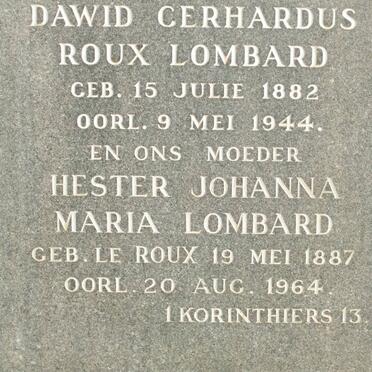 DAWID GERHARDUS
ROUX LOMBARD
GEB. 15 JULIE 1882
OORL. 9 MEI 1944.
EN ONS MOEDER
HESTER JOHANNA
MARIA LOMBARD
GEB. LE ROUX 19 MEI 1887
OORL. 20 AUG. 1964.
1 KORINTHIERS 13.